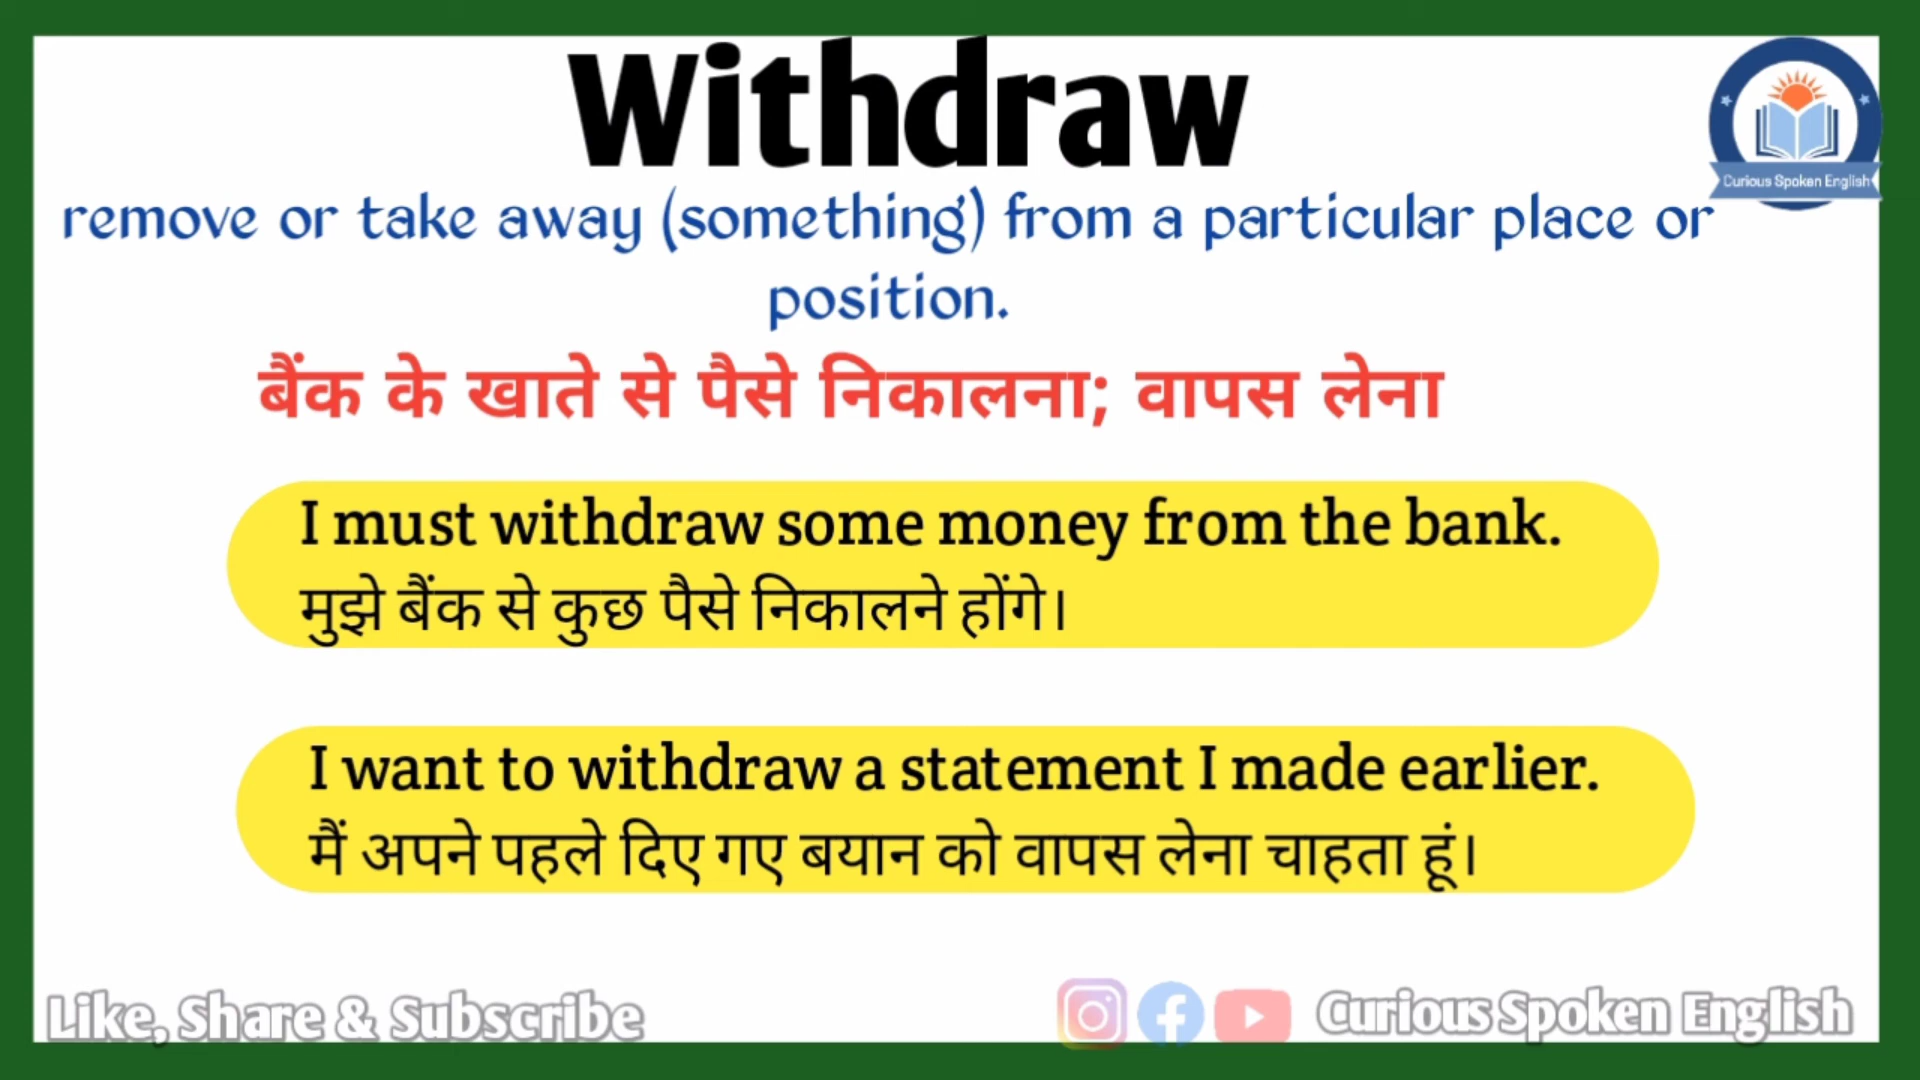 Withdraw
Curious Spoken English
remove or take away (something) from a particular place or
position.
बैंक के खाते से पैसे निकालना; वापस लेना
I must withdraw some money from the bank.
मुझे बैंक से कुछ पैसे निकालने होंगे।
I want to withdraw a statement I made earlier.
मैं अपने पहले दिए गए बयान को वापस लेना चाहता हूं।
Like, Share & Subscribe
Curious Spoken English